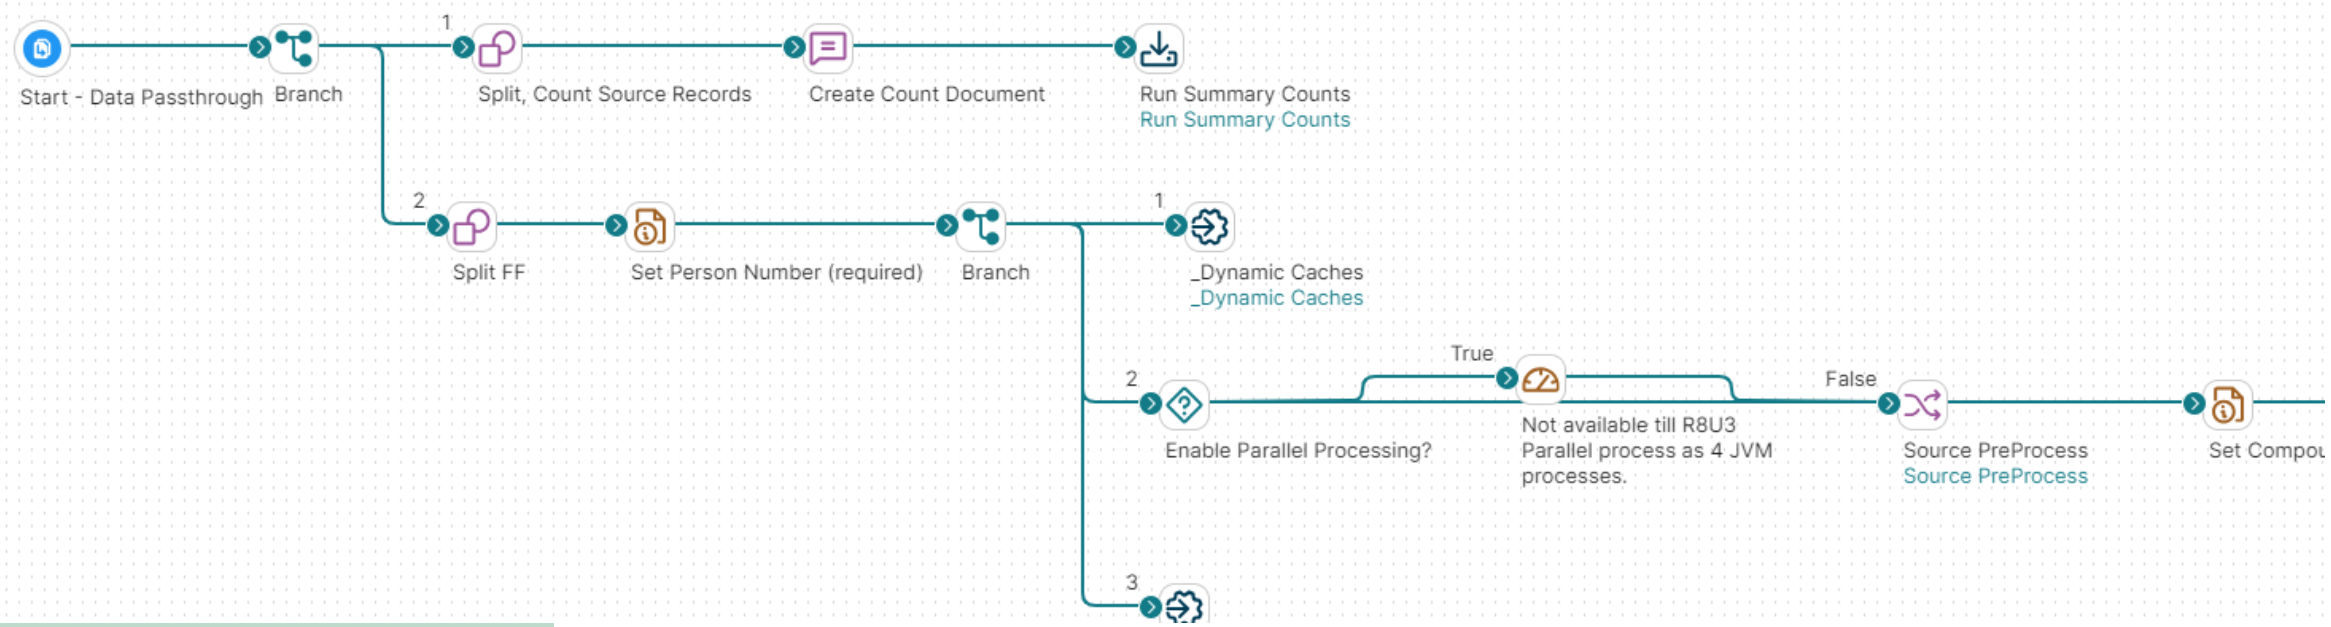 1
Start - Data Passthrough
Branch
Split, Count Source Records
Create Count Document
Run Summary Counts
Run Summary Counts
2
1
Split FF
Set Person Number (required)
Branch
_Dynamic Caches
_Dynamic Caches
True
2
False
Enable Parallel Processing?
Not available till R8U3
Parallel process as 4 JVM
processes.
Source PreProcess
Source PreProcess
Set Compou
3